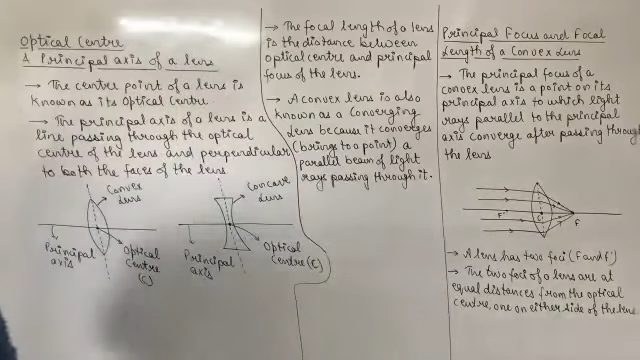 Optical Centre
& Principal axis of a lens
→ The centre point of a lens is
known as its Optical Centre.
→ The principal axis of a lens is a
line passing through the optical
centre of the lens and perpendicular
to both the faces of the lens
Convex
Lens
Principal
axis
Optical
Centre
(C)
Concave
Lens
Principal
axis
Optical
Centre (C)
→ The focal length of a lens
is the distance between
optical centre and principal
focus of the lens.
→ A convex lens is also
known as a Converging
Lens because it converges
(brings to a point) a
parallel beam of light
rays passing through it.
Principal Focus and Focal
Length of a Convex Lens
→ The principal focus of a
convex lens is a point on its
principal axis to which light
rays parallel to the principal
axis converge after passing through
the lens
F'
C
F
→ A lens has two foci (F and F')
→ The two foci of a lens are at
equal distances from the optical
centre, one on either side of the lens